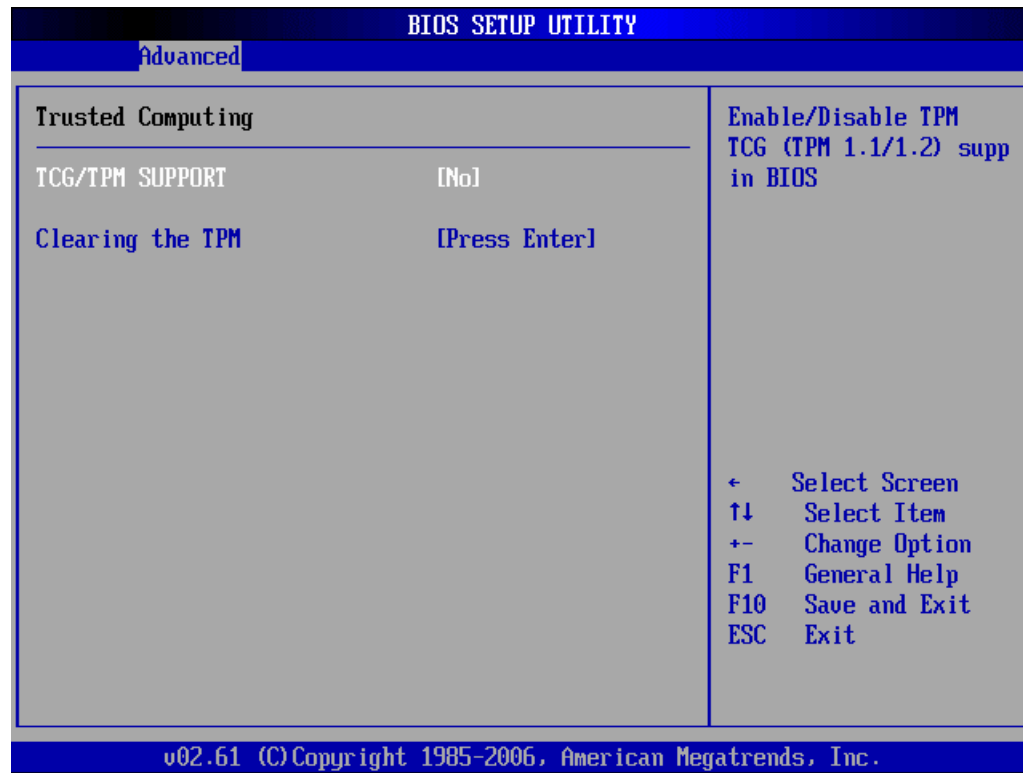 BIOS SETUP UTILITY
Advanced
Trusted Computing
TCG/TPM SUPPORT [No]
Clearing the TPM [Press Enter]
Enable/Disable TPM
TCG (TPM 1.1/1.2) supp
in BIOS
← Select Screen
↑↓ Select Item
+- Change Option
F1 General Help
F10 Save and Exit
ESC Exit
v02.61 (C)Copyright 1985-2006, American Megatrends, Inc.